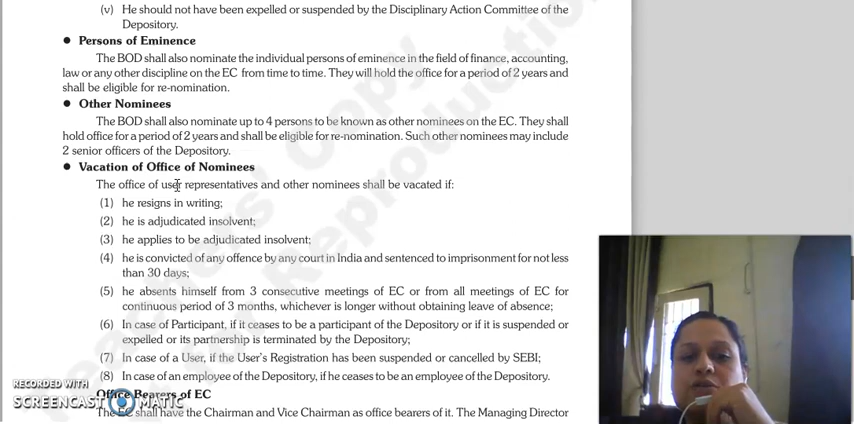 (v) He should not have been expelled or suspended by the Disciplinary Action Committee of the
Depository.
● Persons of Eminence
The BOD shall also nominate the individual persons of eminence in the field of finance, accounting,
law or any other discipline on the EC from time to time. They will hold the office for a period of 2 years and
shall be eligible for re-nomination.
● Other Nominees
The BOD shall also nominate up to 4 persons to be known as other nominees on the EC. They shall
hold office for a period of 2 years and shall be eligible for re-nomination. Such other nominees may include
2 senior officers of the Depository.
● Vacation of Office of Nominees
The office of user representatives and other nominees shall be vacated if:
(1) he resigns in writing;
(2) he is adjudicated insolvent;
(3) he applies to be adjudicated insolvent;
(4) he is convicted of any offence by any court in India and sentenced to imprisonment for not less
than 30 days;
(5) he absents himself from 3 consecutive meetings of EC or from all meetings of EC for
continuous period of 3 months, whichever is longer without obtaining leave of absence;
(6) In case of Participant, if it ceases to be a participant of the Depository or if it is suspended or
expelled or its partnership is terminated by the Depository;
(7) In case of a User, if the User's Registration has been suspended or cancelled by SEBI;
(8) In case of an employee of the Depository, if he ceases to be an employee of the Depository.
Office Bearers of EC
The EC shall have the Chairman and Vice Chairman as office bearers of it. The Managing Director
RECORDED WITH
SCREENCAST MATIC
Teachers' Copy
Not for Reproduction